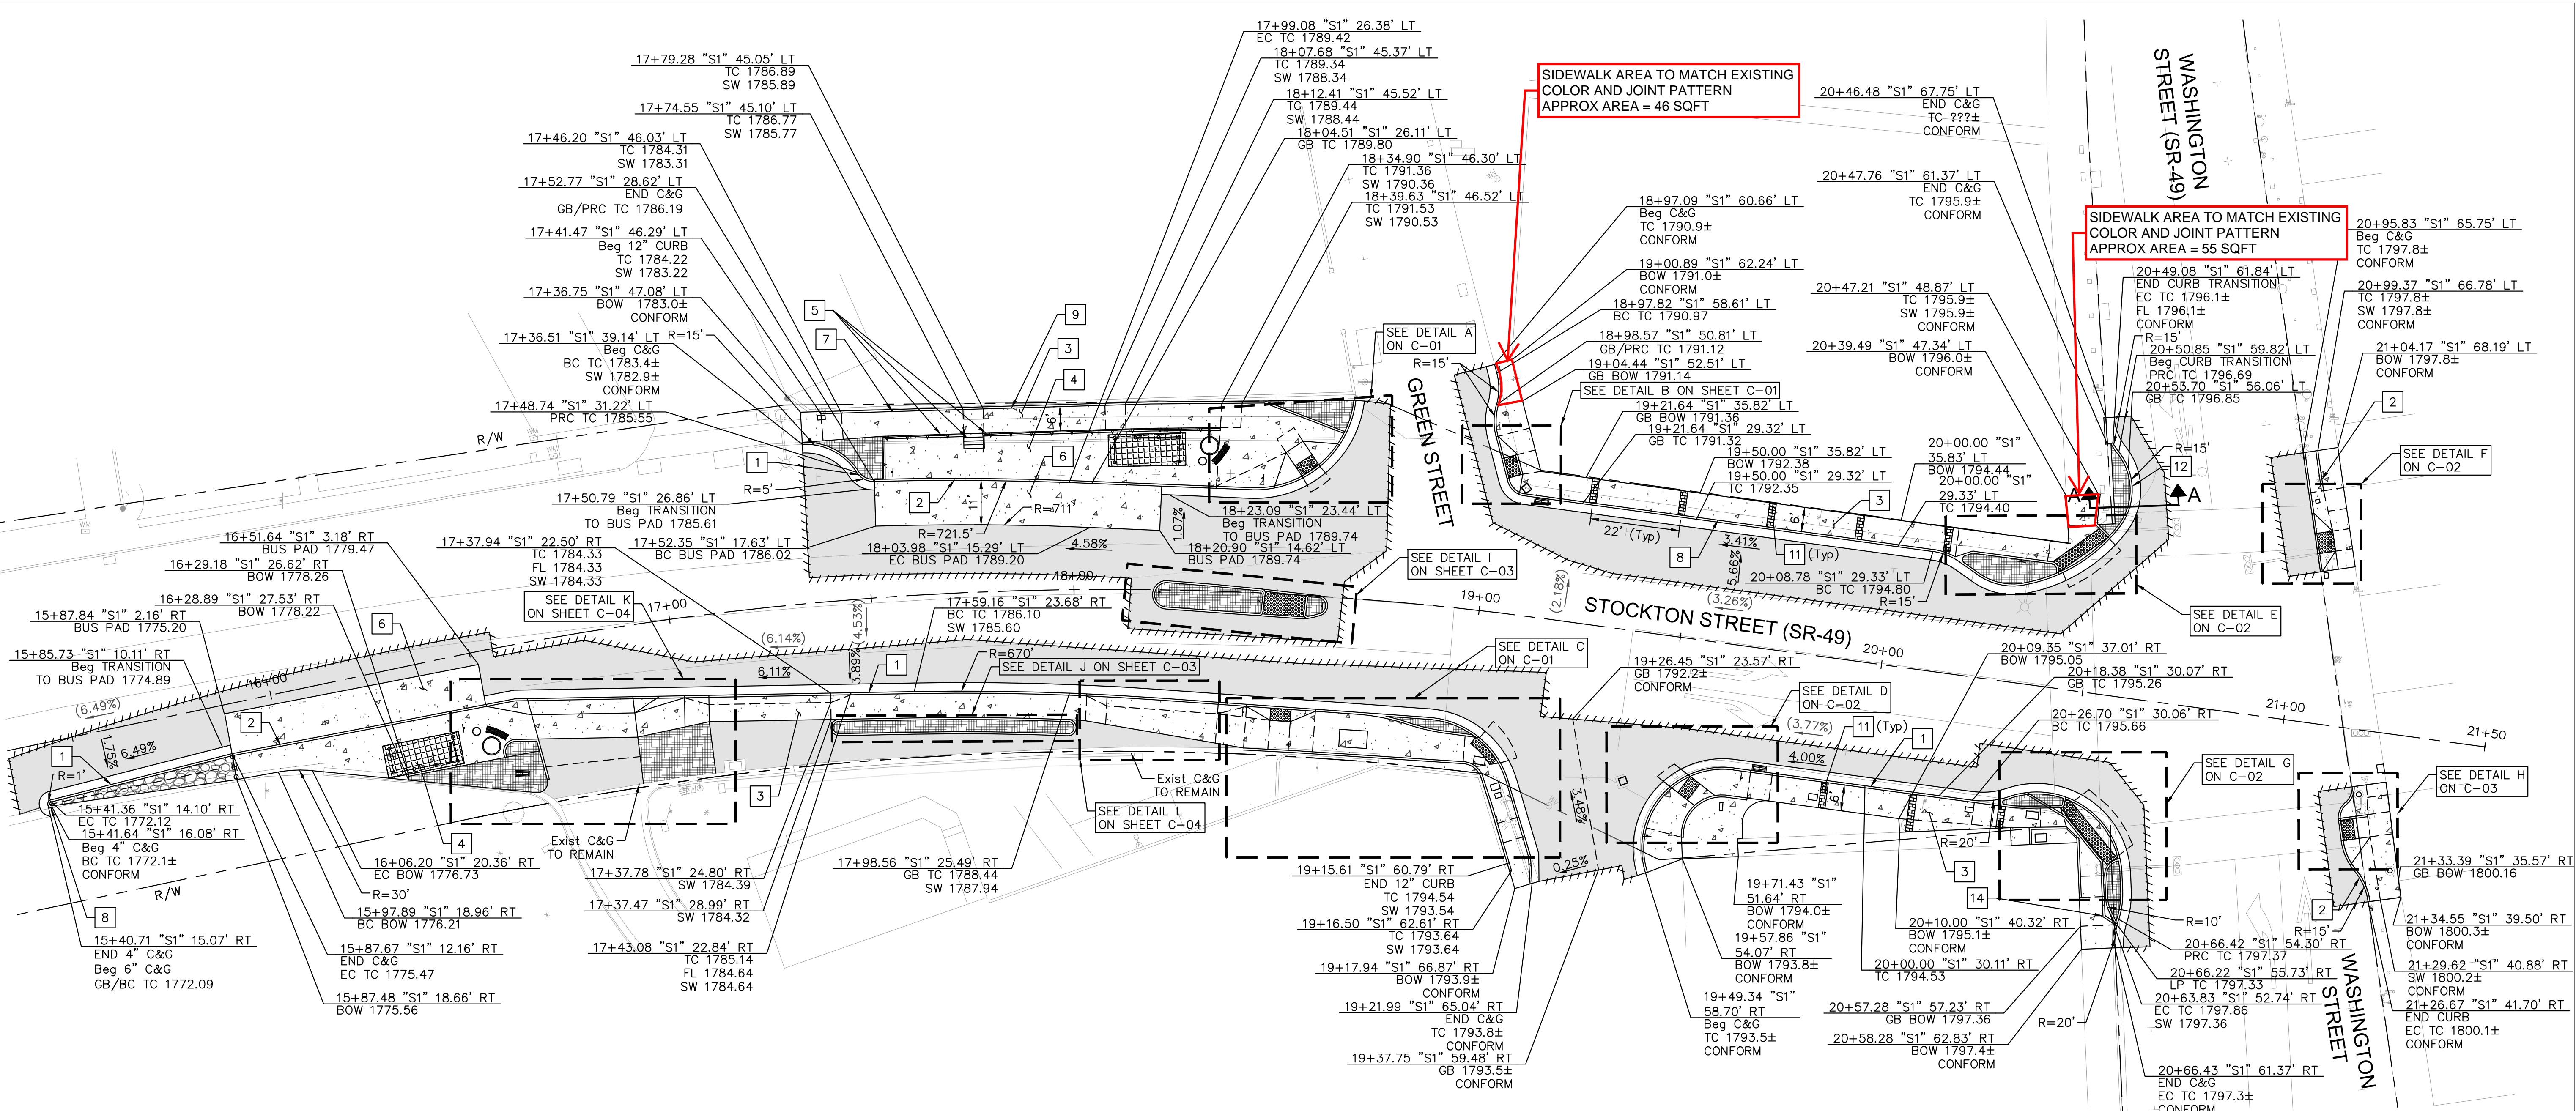 17+99.08 "S1" 26.38' LT
EC TC 1789.42
18+07.68 "S1" 45.37' LT
TC 1789.34
SW 1788.34
18+12.41 "S1" 45.52' LT
TC 1789.44
SW 1788.44
18+04.51 "S1" 26.11' LT
GB TC 1789.80
18+34.90 "S1" 46.30' LT
TC 1791.36
SW 1790.36
18+39.63 "S1" 46.52' LT
TC 1791.53
SW 1790.53
17+79.28 "S1" 45.05' LT
TC 1786.89
SW 1785.89
17+74.55 "S1" 45.10' LT
TC 1786.77
SW 1785.77
17+46.20 "S1" 46.03' LT
TC 1784.31
SW 1783.31
17+52.77 "S1" 28.62' LT
END C&G
GB/PRC TC 1786.19
17+41.47 "S1" 46.29' LT
Beg 12" CURB
TC 1784.22
SW 1783.22
17+36.75 "S1" 47.08' LT
BOW 1783.0±
CONFORM
R=15'
17+36.51 "S1" 39.14' LT
Beg C&G
BC TC 1783.4±
SW 1782.9±
CONFORM
17+48.74 "S1" 31.22' LT
PRC TC 1785.55
5
7
9
3
4
6
1
2
R=5'
6'
11'
R=711'
R=721.5'
4.58%
1.07%
R/W
WM
WM
WM
17+50.79 "S1" 26.86' LT
Beg TRANSITION
TO BUS PAD 1785.61
17+52.35 "S1" 17.63' LT
BC BUS PAD 1786.02
18+03.98 "S1" 15.29' LT
EC BUS PAD 1789.20
18+23.09 "S1" 23.44' LT
Beg TRANSITION
TO BUS PAD 1789.74
18+20.90 "S1" 14.62' LT
BUS PAD 1789.74
SEE DETAIL A
ON C-01
SEE DETAIL I
ON SHEET C-03
GREEN STREET
SIDEWALK AREA TO MATCH EXISTING
COLOR AND JOINT PATTERN
APPROX AREA = 46 SQFT
18+97.09 "S1" 60.66' LT
Beg C&G
TC 1790.9±
CONFORM
19+00.89 "S1" 62.24' LT
BOW 1791.0±
CONFORM
18+97.82 "S1" 58.61' LT
BC TC 1790.97
18+98.57 "S1" 50.81' LT
GB/PRC TC 1791.12
19+04.44 "S1" 52.51' LT
GB BOW 1791.14
R=15'
SEE DETAIL B ON SHEET C-01
19+21.64 "S1" 35.82' LT
GB BOW 1791.36
19+21.64 "S1" 29.32' LT
GB TC 1791.32
19+50.00 "S1" 35.82' LT
BOW 1792.38
19+50.00 "S1" 29.32' LT
TC 1792.35
20+00.00 "S1"
35.83' LT
BOW 1794.44
20+00.00 "S1"
29.33' LT
TC 1794.40
3
6'
22' (Typ)
8
11 (Typ)
3.41%
5.66%
20+08.78 "S1" 29.33' LT
BC TC 1794.80
R=15'
20+46.48 "S1" 67.75' LT
END C&G
TC ???±
CONFORM
20+47.76 "S1" 61.37' LT
END C&G
TC 1795.9±
CONFORM
20+47.21 "S1" 48.87' LT
TC 1795.9±
SW 1795.9±
CONFORM
20+39.49 "S1" 47.34' LT
BOW 1796.0±
CONFORM
WASHINGTON
STREET (SR-49)
SIDEWALK AREA TO MATCH EXISTING
COLOR AND JOINT PATTERN
APPROX AREA = 55 SQFT
20+49.08 "S1" 61.84' LT
END CURB TRANSITION
EC TC 1796.1±
FL 1796.1±
CONFORM
R=15'
20+50.85 "S1" 59.82' LT
Beg CURB TRANSITION
PRC TC 1796.69
20+53.70 "S1" 56.06' LT
GB TC 1796.85
R=15'
12
A
A
20+95.83 "S1" 65.75' LT
Beg C&G
TC 1797.8±
CONFORM
20+99.37 "S1" 66.78' LT
TC 1797.8±
SW 1797.8±
CONFORM
21+04.17 "S1" 68.19' LT
BOW 1797.8±
CONFORM
2
SEE DETAIL F
ON C-02
SEE DETAIL E
ON C-02
16+51.64 "S1" 3.18' RT
BUS PAD 1779.47
16+29.18 "S1" 26.62' RT
BOW 1778.26
16+28.89 "S1" 27.53' RT
BOW 1778.22
15+87.84 "S1" 2.16' RT
BUS PAD 1775.20
15+85.73 "S1" 10.11' RT
Beg TRANSITION
TO BUS PAD 1774.89
6
SEE DETAIL K
ON SHEET C-04
17+37.94 "S1" 22.50' RT
TC 1784.33
FL 1784.33
SW 1784.33
17+59.16 "S1" 23.68' RT
BC TC 1786.10
SW 1785.60
16+00
17+00
18+00
19+00
20+00
21+00
21+50
(2.18%)
(3.26%)
STOCKTON STREET (SR-49)
(6.14%)
(4.53%)
3.89%
6.11%
1
R=670'
SEE DETAIL J ON SHEET C-03
SEE DETAIL C
ON C-01
(6.49%)
1.75%
6.49%
2
1
R=1'
15+41.36 "S1" 14.10' RT
EC TC 1772.12
15+41.64 "S1" 16.08' RT
Beg 4" C&G
BC TC 1772.1±
CONFORM
R/W
8
15+40.71 "S1" 15.07' RT
END 4" C&G
Beg 6" C&G
GB/BC TC 1772.09
4
16+06.20 "S1" 20.36' RT
EC BOW 1776.73
R=30'
15+97.89 "S1" 18.96' RT
BC BOW 1776.21
15+87.67 "S1" 12.16' RT
END C&G
EC TC 1775.47
15+87.48 "S1" 18.66' RT
BOW 1775.56
Exist C&G
TO REMAIN
3
17+37.78 "S1" 24.80' RT
SW 1784.39
17+37.47 "S1" 28.99' RT
SW 1784.32
17+43.08 "S1" 22.84' RT
TC 1785.14
FL 1784.64
SW 1784.64
17+98.56 "S1" 25.49' RT
GB TC 1788.44
SW 1787.94
SEE DETAIL L
ON SHEET C-04
Exist C&G
TO REMAIN
19+26.45 "S1" 23.57' RT
GB 1792.2±
CONFORM
3.48%
0.25%
19+15.61 "S1" 60.79' RT
END 12" CURB
TC 1794.54
SW 1793.54
19+16.50 "S1" 62.61' RT
TC 1793.64
SW 1793.64
19+17.94 "S1" 66.87' RT
BOW 1793.9±
CONFORM
19+21.99 "S1" 65.04' RT
END C&G
TC 1793.8±
CONFORM
19+37.75 "S1" 59.48' RT
GB 1793.5±
CONFORM
SEE DETAIL D
ON C-02
(3.77%)
11 (Typ)
1
4.00%
6'
20+09.35 "S1" 37.01' RT
BOW 1795.05
20+18.38 "S1" 30.07' RT
GB TC 1795.26
20+26.70 "S1" 30.06' RT
BC TC 1795.66
R=20'
3
14
19+71.43 "S1"
51.64' RT
BOW 1794.0±
CONFORM
19+57.86 "S1"
54.07' RT
BOW 1793.8±
CONFORM
19+49.34 "S1"
58.70' RT
Beg C&G
TC 1793.5±
CONFORM
20+10.00 "S1" 40.32' RT
BOW 1795.1±
CONFORM
20+00.00 "S1" 30.11' RT
TC 1794.53
20+57.28 "S1" 57.23' RT
GB BOW 1797.36
20+58.28 "S1" 62.83' RT
BOW 1797.4±
CONFORM
R=20'
SEE DETAIL G
ON C-02
R=10'
20+66.42 "S1" 54.30' RT
PRC TC 1797.37
20+66.22 "S1" 55.73' RT
LP TC 1797.33
20+63.83 "S1" 52.74' RT
EC TC 1797.86
SW 1797.36
20+66.43 "S1" 61.37' RT
END C&G
EC TC 1797.3±
CONFORM
SEE DETAIL H
ON C-03
2
R=15'
WASHINGTON
STREET
21+33.39 "S1" 35.57' RT
GB BOW 1800.16
21+34.55 "S1" 39.50' RT
BOW 1800.3±
CONFORM
21+29.62 "S1" 40.88' RT
SW 1800.2±
CONFORM
21+26.67 "S1" 41.70' RT
END CURB
EC TC 1800.1±
CONFORM